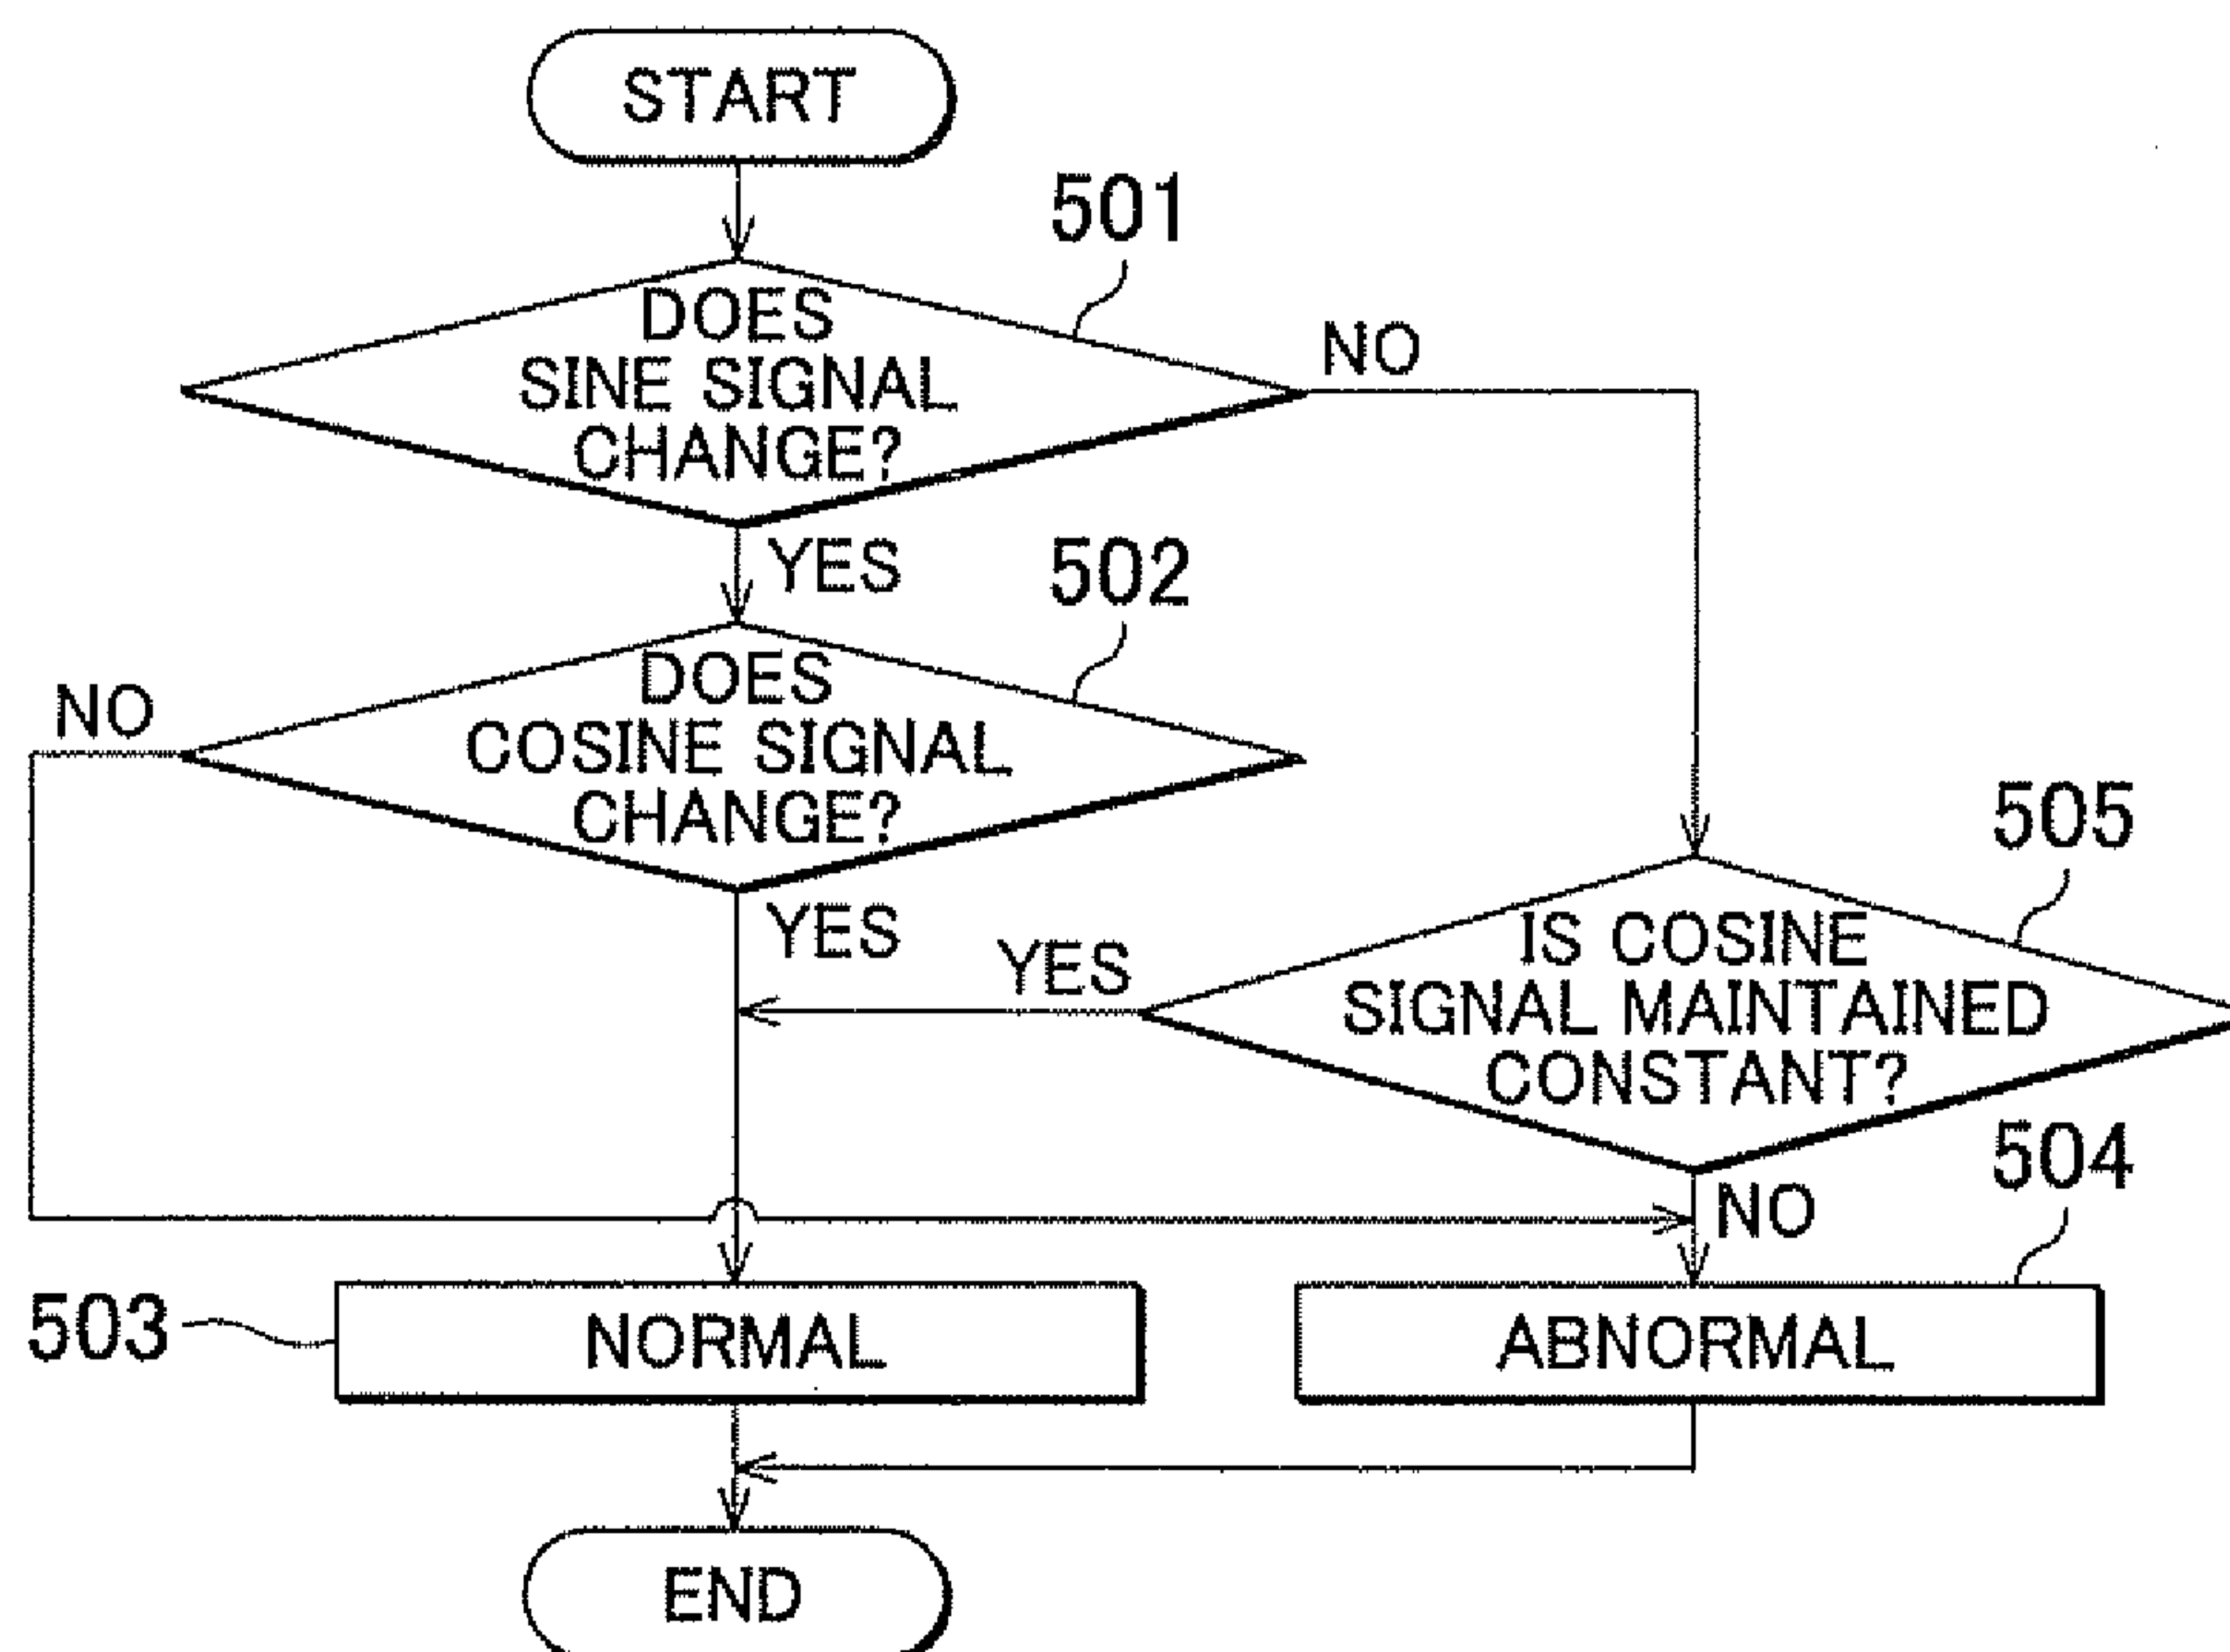 START
501
DOES
SINE SIGNAL
CHANGE?
NO
YES
502
DOES
COSINE SIGNAL
CHANGE?
NO
YES
505
IS COSINE
SIGNAL MAINTAINED
CONSTANT?
YES
NO
504
503
NORMAL
ABNORMAL
END